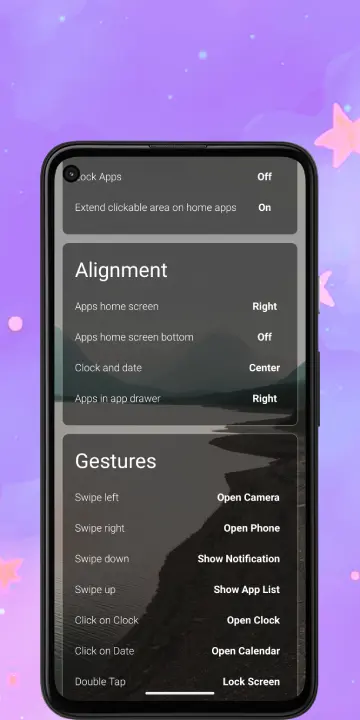 ock Apps Off
Extend clickable area on home apps On
Alignment
Apps home screen Right
Apps home screen bottom Off
Clock and date Center
Apps in app drawer Right
Gestures
Swipe left Open Camera
Swipe right Open Phone
Swipe down Show Notification
Swipe up Show App List
Click on Clock Open Clock
Click on Date Open Calendar
Double Tap Lock Screen